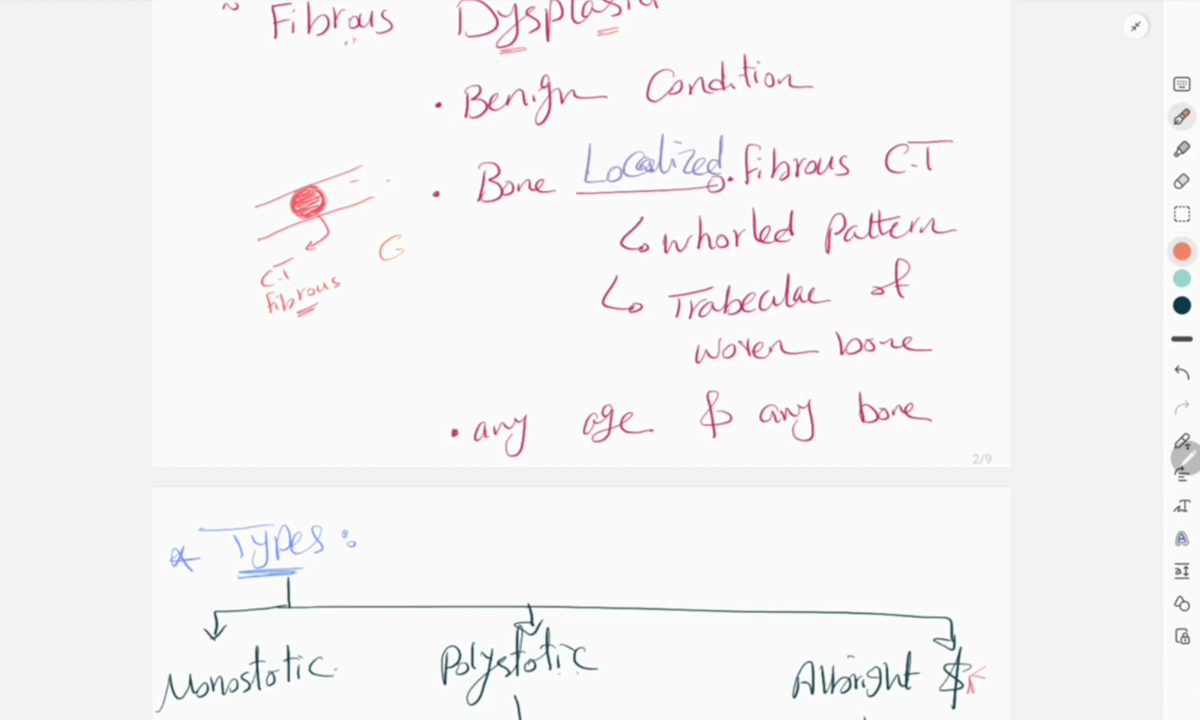 ~ Fibrous Dysplasia
• Benign Condition
• Bone Localized. fibrous C.T
↳ whorled pattern
↳ Trabeculae of
woven bone
C.T
fibrous
G
• any age & any bone
2/9
* Types:
Monostotic
Polystotic
Albright $